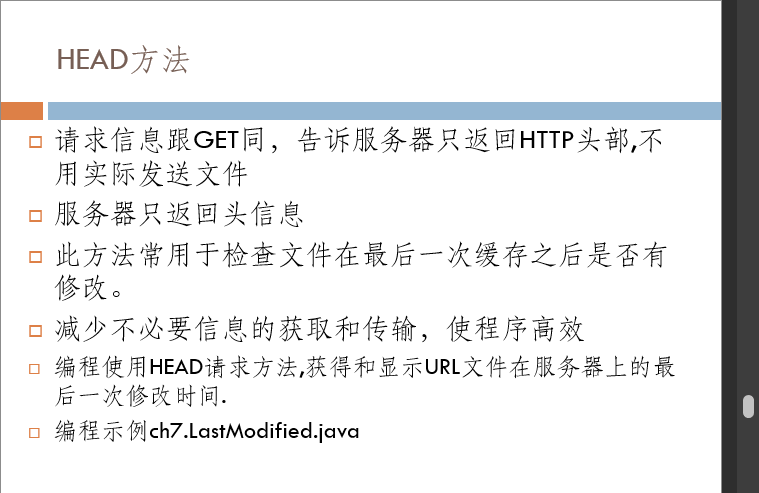 HEAD方法
请求信息跟GET同，告诉服务器只返回HTTP头部,不
用实际发送文件
服务器只返回头信息
此方法常用于检查文件在最后一次缓存之后是否有
修改。
减少不必要信息的获取和传输，使程序高效
编程使用HEAD请求方法,获得和显示URL文件在服务器上的最
后一次修改时间.
编程示例ch7.LastModified.java